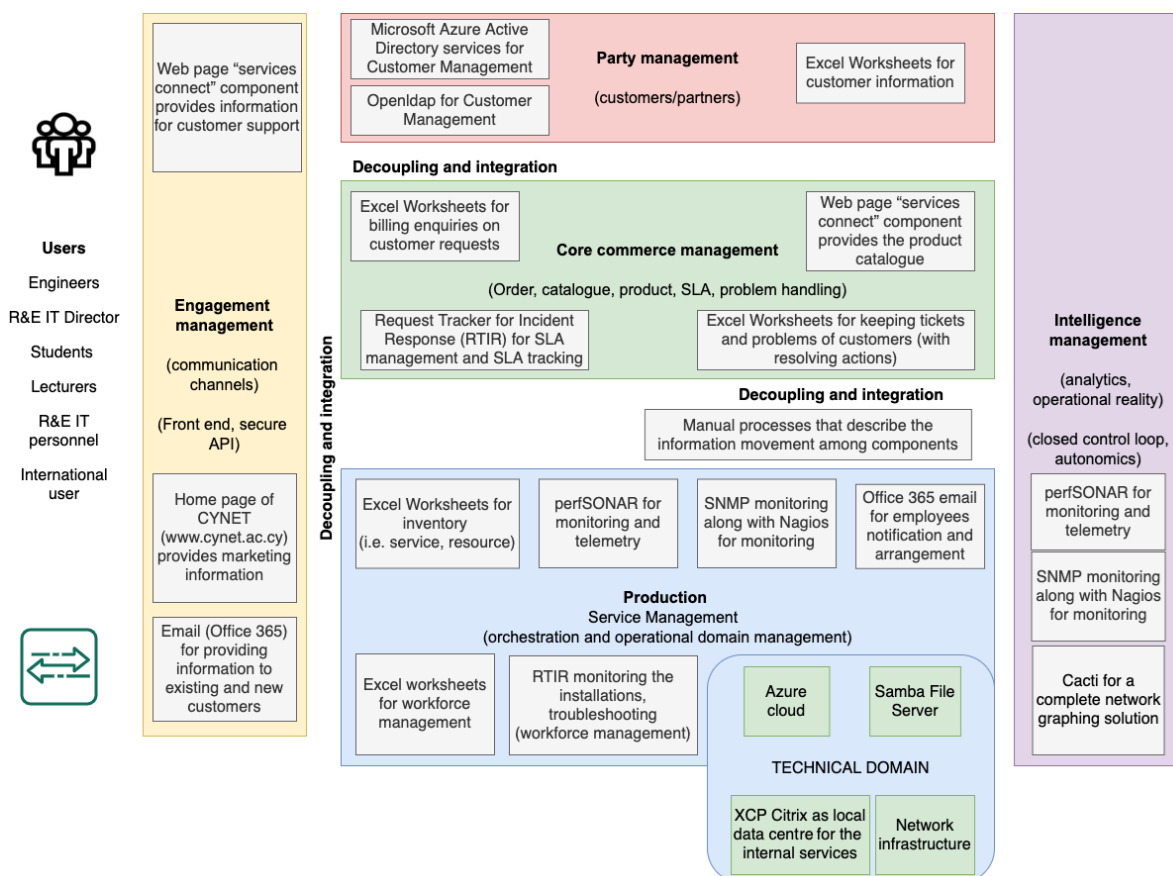 Users
Engineers
R&E IT Director
Students
Lecturers
R&E IT
personnel
International
user
Web page “services
connect” component
provides information
for customer support
Engagement
management
(communication
channels)
(Front end, secure
API)
Home page of
CYNET
(www.cynet.ac.cy)
provides marketing
information
Email (Office 365)
for providing
information to
existing and new
customers
Decoupling and integration
Microsoft Azure Active
Directory services for
Customer Management
Openldap for Customer
Management
Party management
(customers/partners)
Excel Worksheets for
customer information
Decoupling and integration
Excel Worksheets for
billing enquiries on
customer requests
Core commerce management
Web page “services
connect” component
provides the product
catalogue
(Order, catalogue, product, SLA, problem handling)
Request Tracker for Incident
Response (RTIR) for SLA
management and SLA tracking
Excel Worksheets for keeping tickets
and problems of customers (with
resolving actions)
Decoupling and integration
Manual processes that describe the
information movement among components
Excel Worksheets for
inventory
(i.e. service, resource)
perfSONAR for
monitoring and
telemetry
SNMP monitoring
along with Nagios
for monitoring
Office 365 email
for employees
notification and
arrangement
Production
Service Management
(orchestration and operational domain management)
Excel worksheets
for workforce
management
RTIR monitoring the
installations,
troubleshooting
(workforce management)
Azure
cloud
Samba File
Server
TECHNICAL DOMAIN
XCP Citrix as local
data centre for the
internal services
Network
infrastructure
Intelligence
management
(analytics,
operational reality)
(closed control loop,
autonomics)
perfSONAR for
monitoring and
telemetry
SNMP monitoring
along with Nagios
for monitoring
Cacti for a
complete network
graphing solution